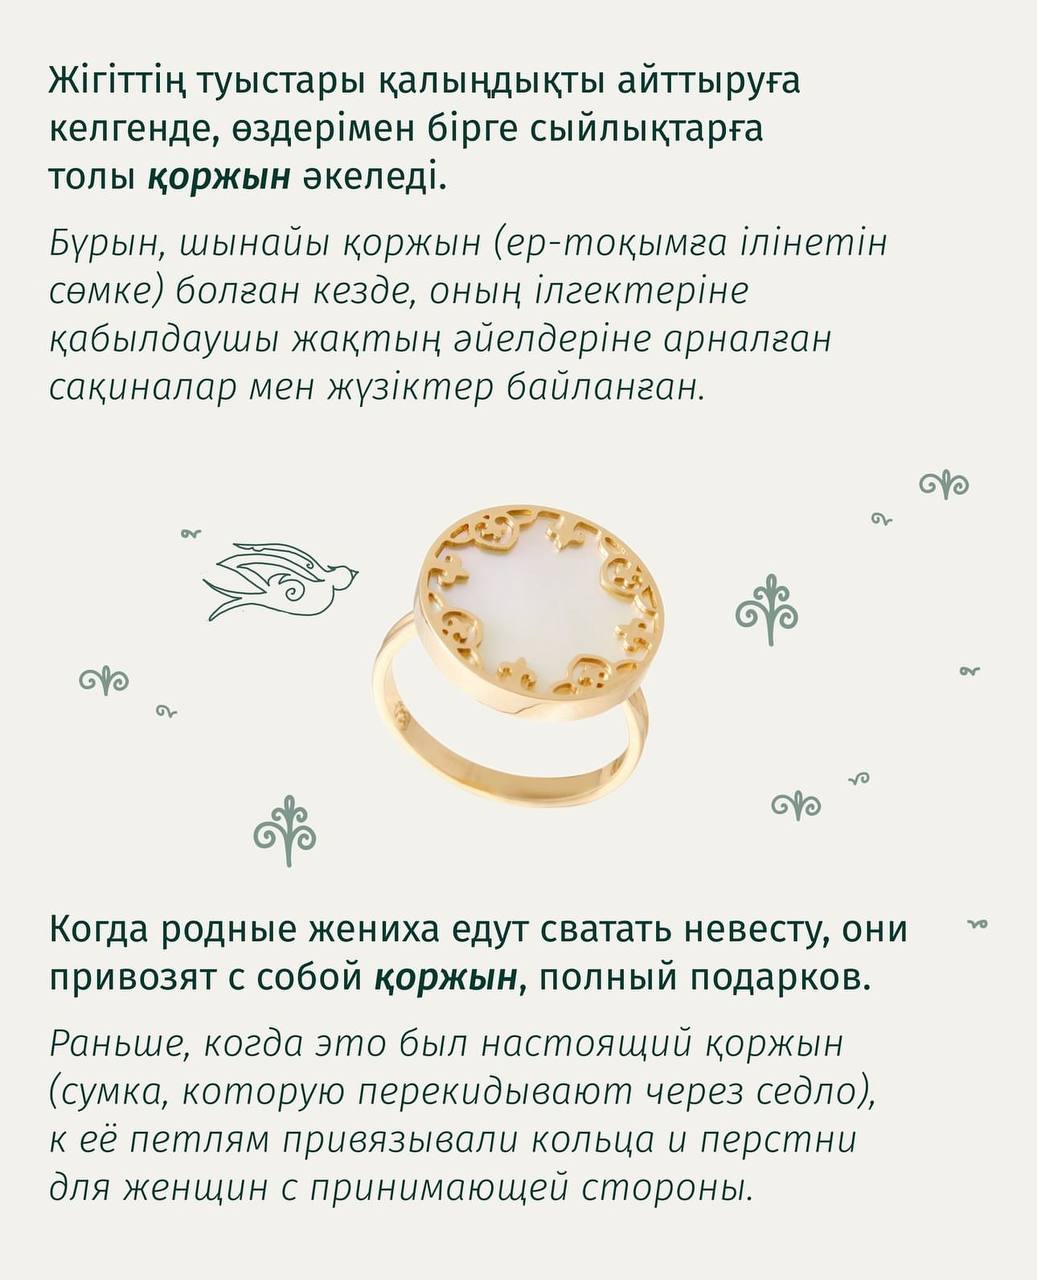 Жігіттің туыстары қалыңдықты айттыруға
келгенде, өздерімен бірге сыйлықтарға
толы қоржын әкеледі.
Бұрын, шынайы қоржын (ер-тоқымға ілінетін
сөмке) болған кезде, оның ілгектеріне
қабылдаушы жақтың әйелдеріне арналған
сақиналар мен жүзіктер байланған.
Когда родные жениха едут сватать невесту, они
привозят с собой қоржын, полный подарков.
Раньше, когда это был настоящий қоржын
(сумка, которую перекидывают через седло),
к её петлям привязывали кольца и перстни
для женщин с принимающей стороны.